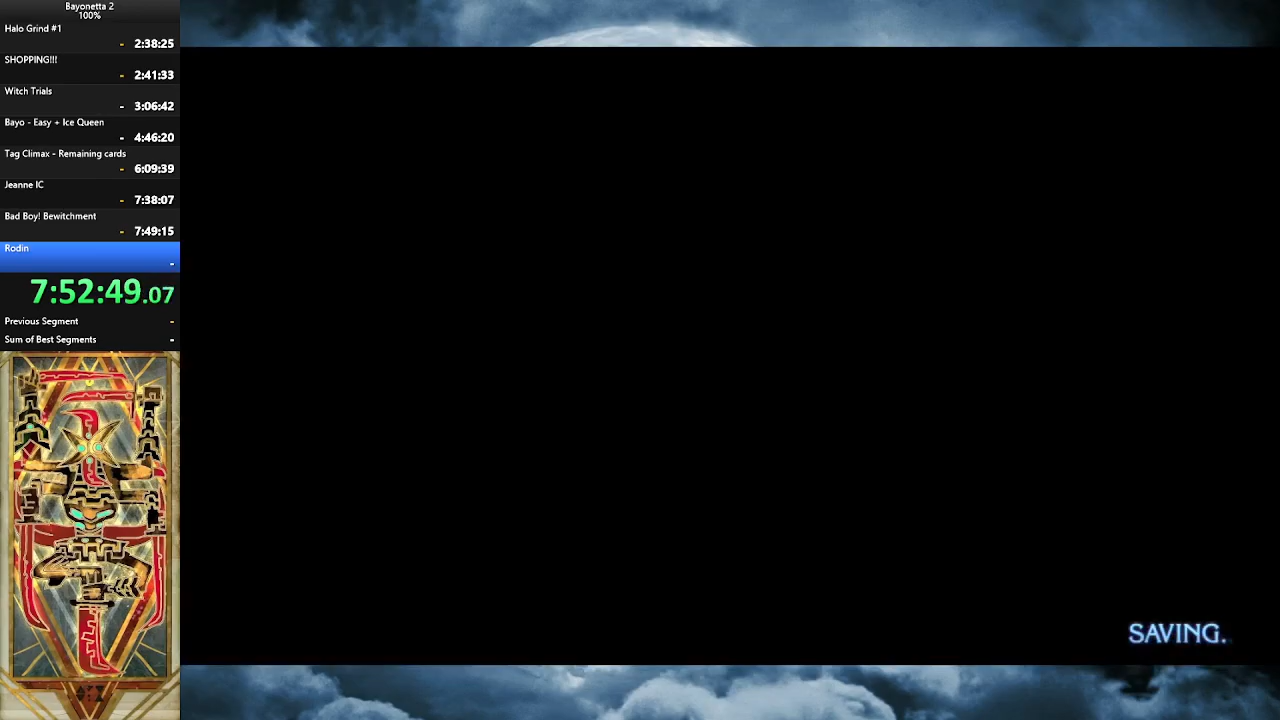 Bayonetta 2
100%
Halo Grind #1
- 2:38:25
SHOPPING!!!
- 2:41:33
Witch Trials
- 3:06:42
Bayo - Easy + Ice Queen
- 4:46:20
Tag Climax - Remaining cards
- 6:09:39
Jeanne IC
- 7:38:07
Bad Boy! Bewitchment
- 7:49:15
Rodin
-
7:52:49.07
Previous Segment -
Sum of Best Segments -
SAVING.